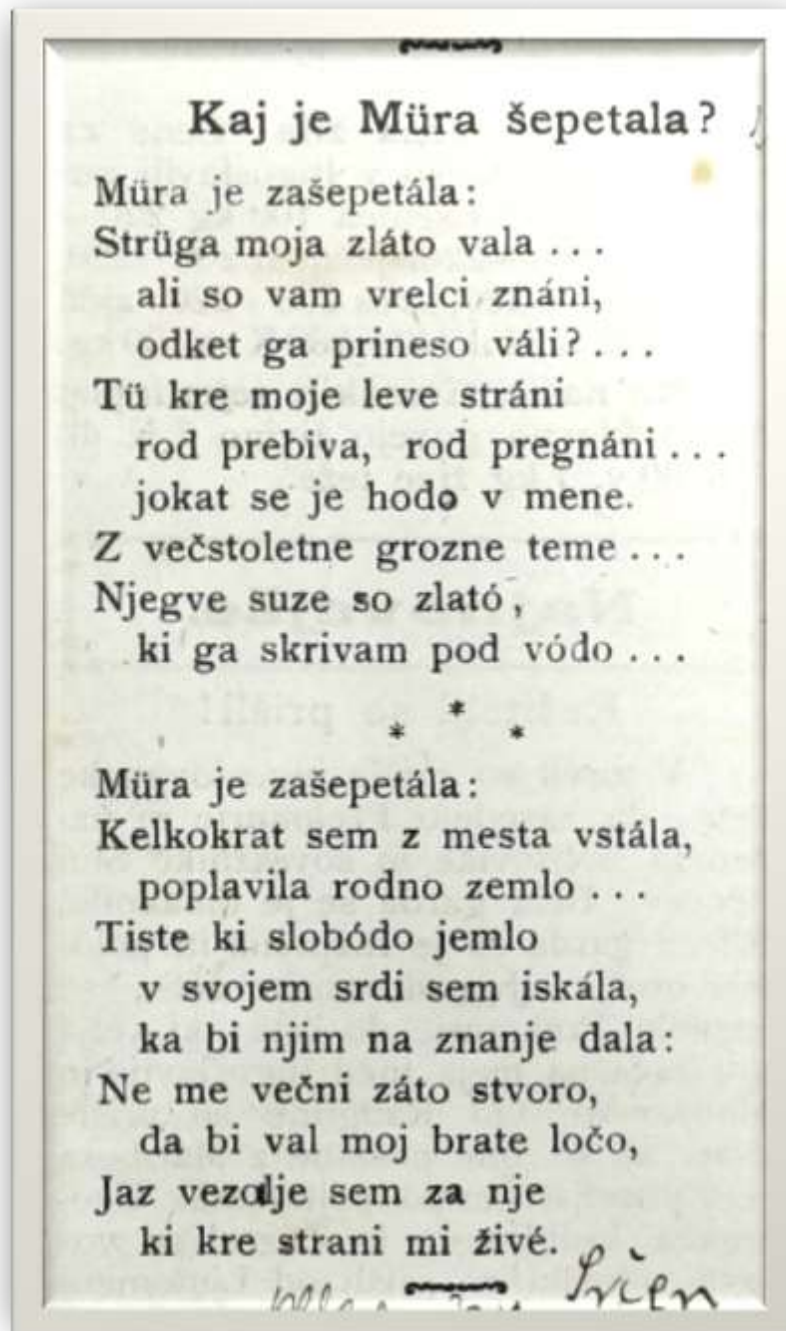 Kaj je Müra šepetala?
Müra je zašepetála:
Strüga moja zláto vala . . .
ali so vam vrelci znáni,
odket ga prineso váli? . . .
Tü kre moje leve stráni
rod prebiva, rod pregnáni . . .
jokat se je hodo v mene.
Z večstoletne grozne teme . . .
Njegve suze so zlató,
ki ga skrivam pod vódo . . .
* * *
Müra je zašepetála:
Kelkokrat sem z mesta vstála,
poplavila rodno zemlo . . .
Tiste ki slobódo jemlo
v svojem srdi sem iskála,
ka bi njim na znanje dala:
Ne me večni záto stvoro,
da bi val moj brate ločo,
Jaz vezalje sem za nje
ki kre strani mi živé.